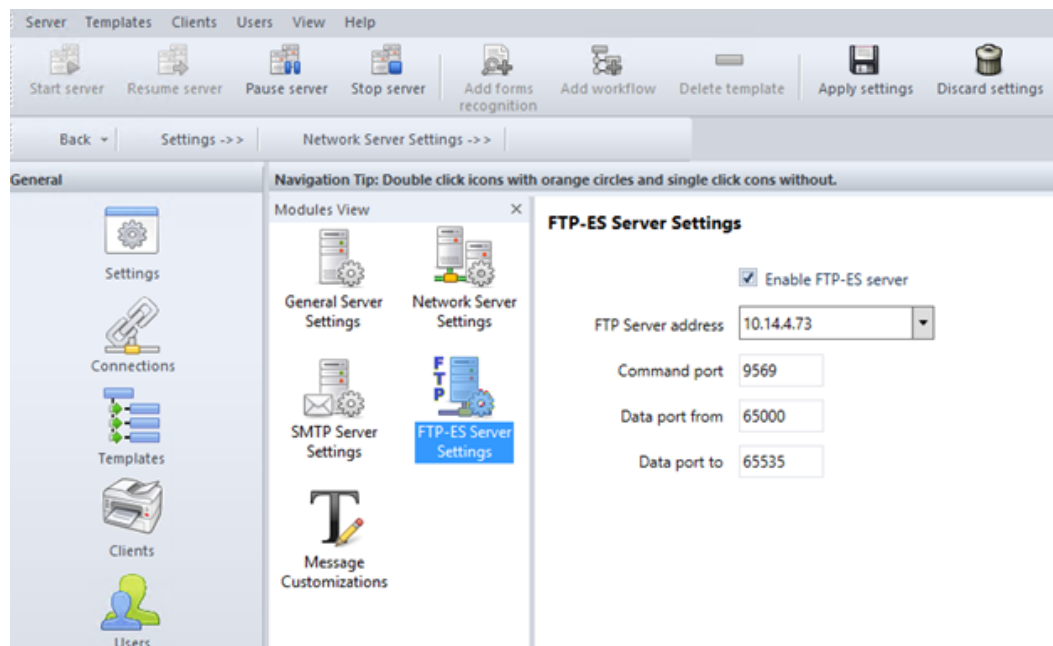 Server Templates Clients Users View Help
Start server Resume server Pause server Stop server Add forms recognition Add workflow Delete template Apply settings Discard settings
Back Settings ->> Network Server Settings ->>
General
Navigation Tip: Double click icons with orange circles and single click cons without.
Settings
Connections
Templates
Clients
Users
Modules View
General Server Settings
Network Server Settings
SMTP Server Settings
FTP
FTP-ES Server Settings
T
Message Customizations
FTP-ES Server Settings
Enable FTP-ES server
FTP Server address 10.14.4.73
Command port 9569
Data port from 65000
Data port to 65535